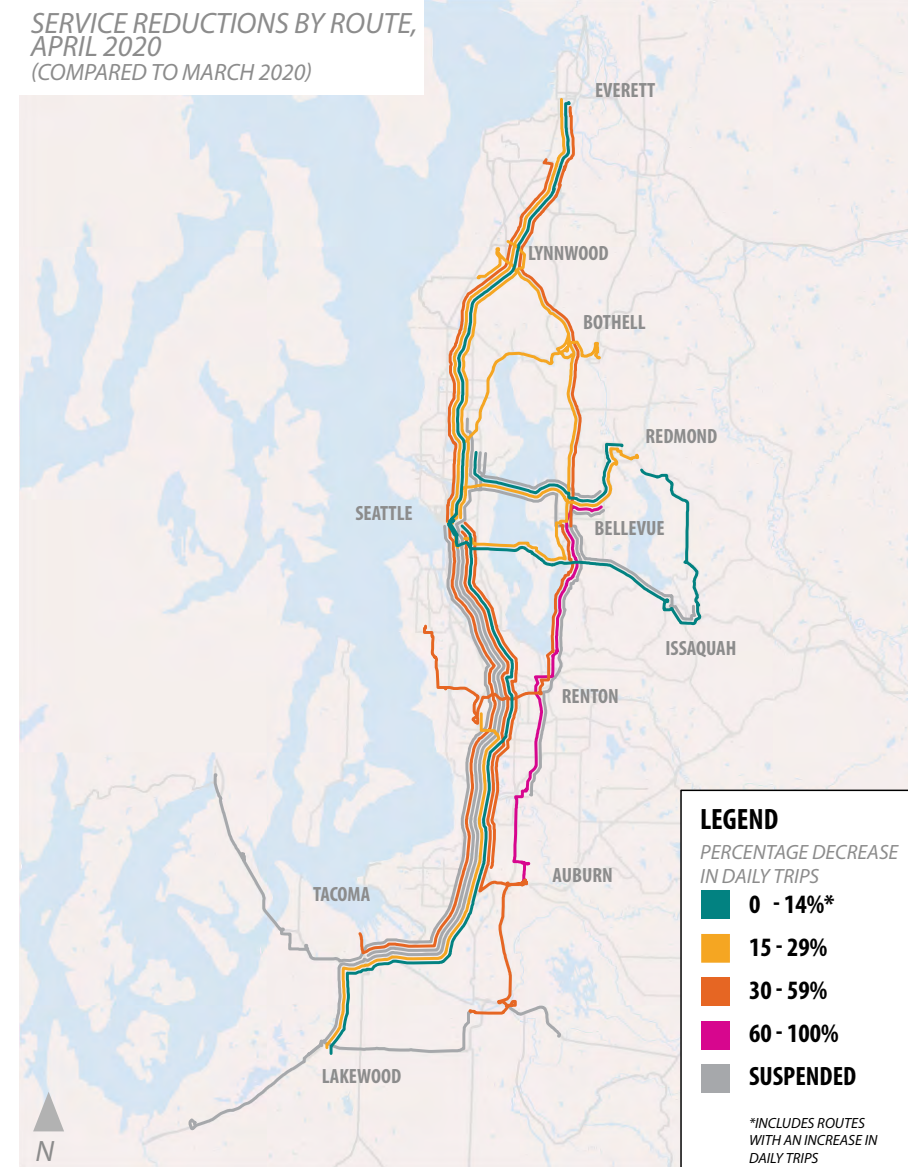 SERVICE REDUCTIONS BY ROUTE,
APRIL 2020
(COMPARED TO MARCH 2020)
EVERETT
LYNNWOOD
BOTHELL
REDMOND
SEATTLE
BELLEVUE
ISSAQUAH
RENTON
AUBURN
TACOMA
LAKEWOOD
N
LEGEND
PERCENTAGE DECREASE
IN DAILY TRIPS
0 - 14%*
15 - 29%
30 - 59%
60 - 100%
SUSPENDED
*INCLUDES ROUTES
WITH AN INCREASE IN
DAILY TRIPS